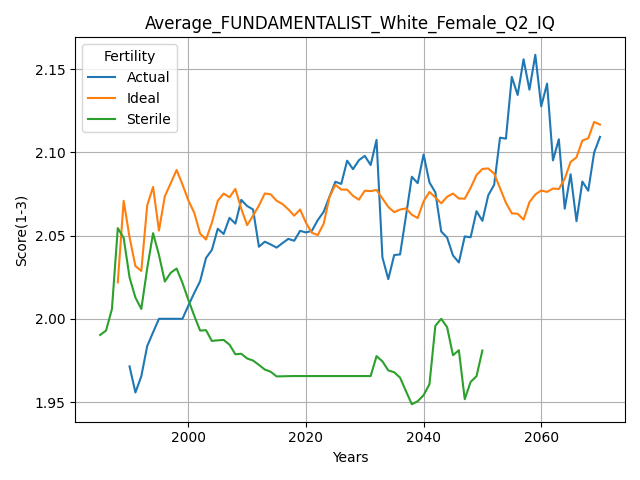 Average_FUNDAMENTALIST_White_Female_Q2_IQ
Fertility
Actual
Ideal
Sterile
Score(1-3)
2.15
2.10
2.05
2.00
1.95
2000 2020 2040 2060
Years